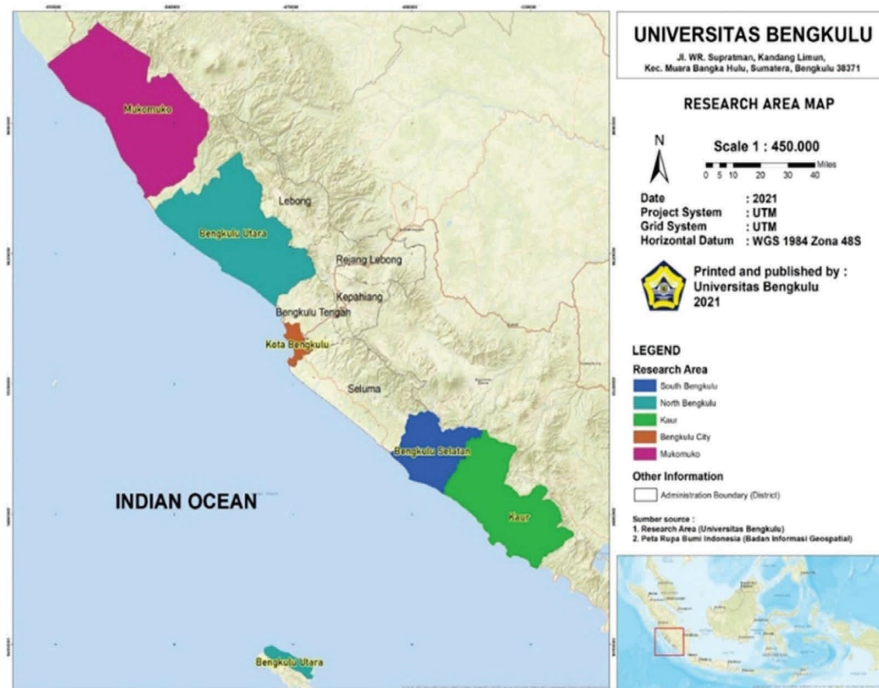 UNIVERSITAS BENGKULU
Jl. WR. Supratman, Kandang Limun,
Kec. Muara Bangka Hulu, Sumatera, Bengkulu 38371
RESEARCH AREA MAP
N
Scale 1 : 450.000
Miles
0 5 10 20 30 40
Date : 2021
Project System : UTM
Grid System : UTM
Horizontal Datum : WGS 1984 Zona 48S
Printed and published by :
Universitas Bengkulu
2021
LEGEND
Research Area
South Bengkulu
North Bengkulu
Kaur
Bengkulu City
Mukomuko
Other Information
Administration Boundary (District)
Sumber source :
1. Research Area (Universitas Bengkulu)
2. Peta Rupa Bumi Indonesia (Badan Informasi Geospatial)
Mukomuko
Lebong
Bengkulu Utara
Rejang Lebong
Kepahiang
Bengkulu Tengah
Kota Bengkulu
Seluma
Bengkulu Selatan
Kaur
INDIAN OCEAN
Bengkulu Utara